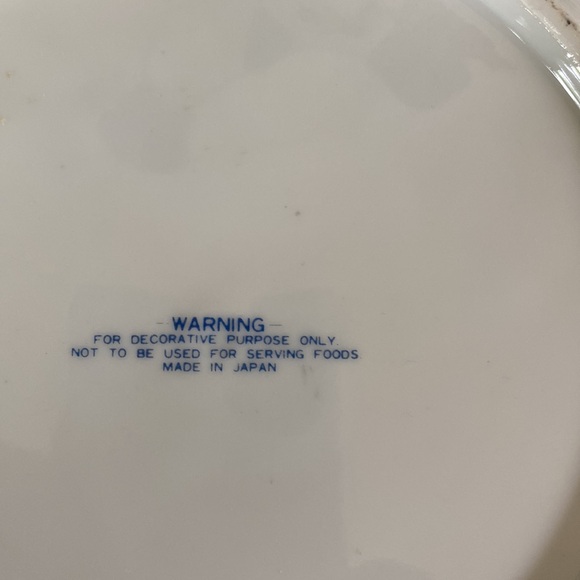 WARNING
FOR DECORATIVE PURPOSE ONLY.
NOT TO BE USED FOR SERVING FOODS
MADE IN JAPAN